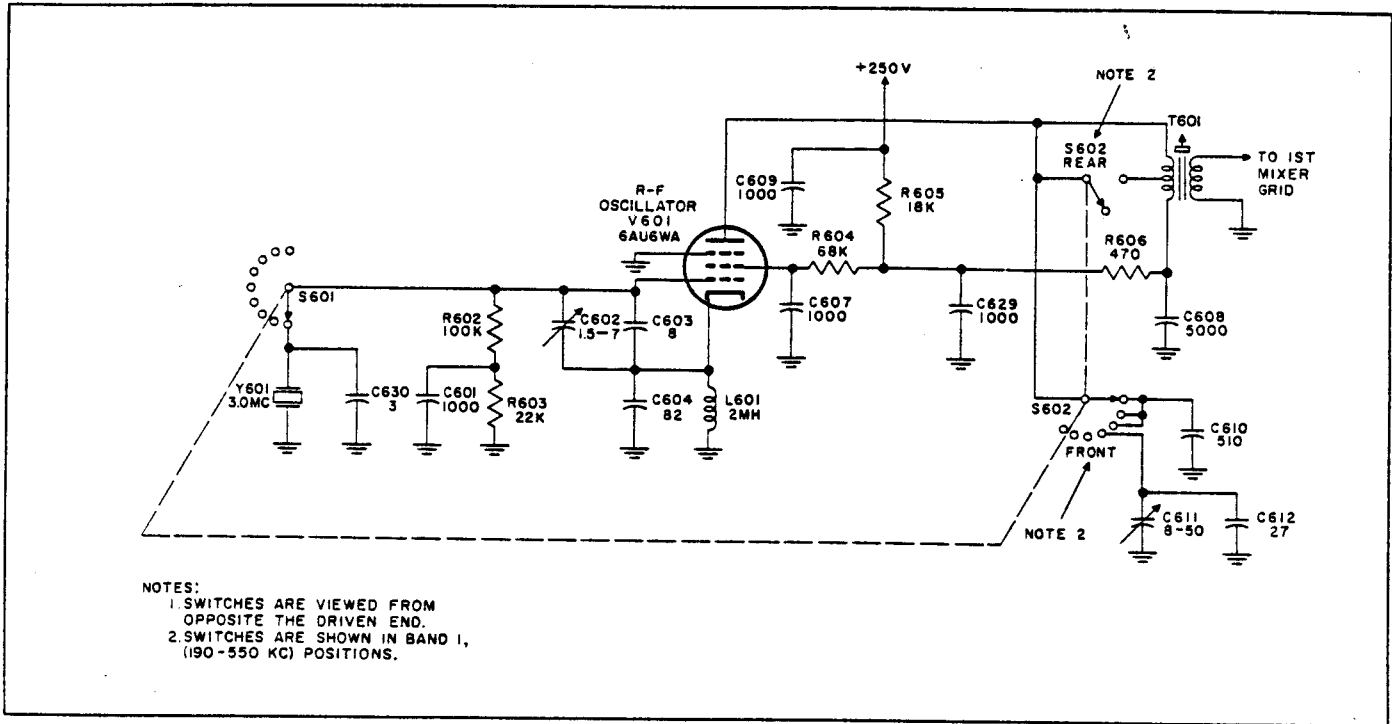 +250V
NOTE 2
T601
S602
REAR
TO 1ST
MIXER
GRID
C609
1000
R605
18K
R-F
OSCILLATOR
V601
6AU6WA
R604
68K
R606
470
S601
R602
100K
C602
1.5-7
C603
8
C607
1000
C629
1000
C608
5000
Y601
3.0MC
C630
3
C601
1000
R603
22K
C604
82
L601
2MH
S602
FRONT
C610
510
NOTE 2
C611
8-50
C612
27
NOTES:
1. SWITCHES ARE VIEWED FROM
OPPOSITE THE DRIVEN END.
2. SWITCHES ARE SHOWN IN BAND 1,
(190-550 KC) POSITIONS.